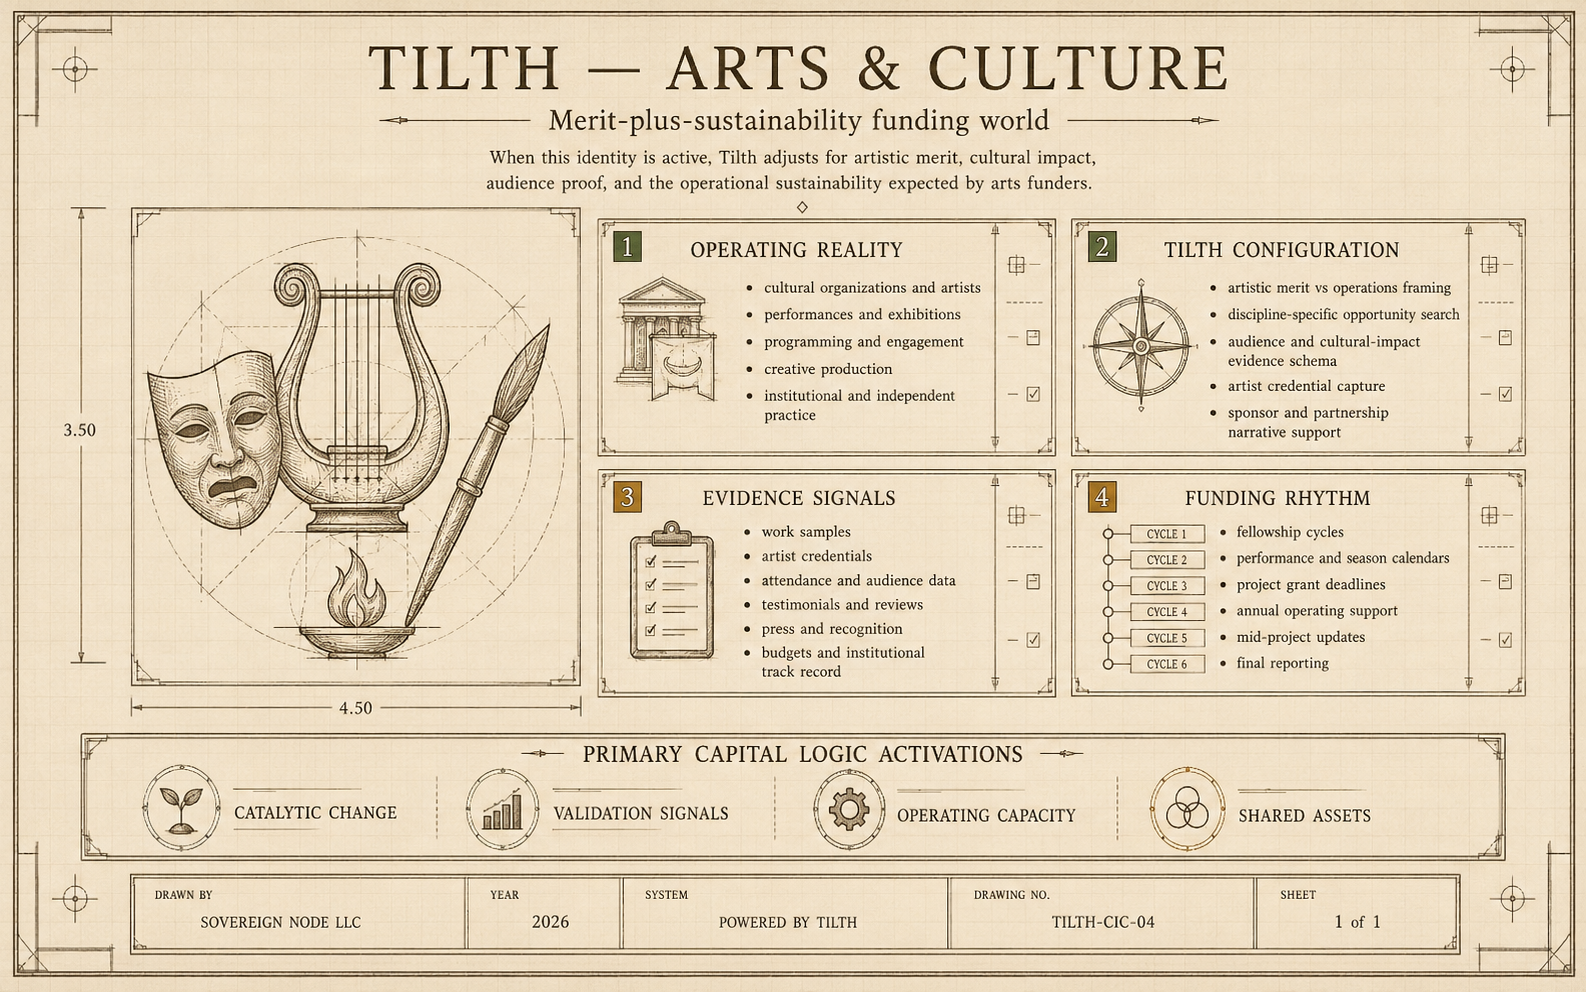 TILTH — ARTS & CULTURE
Merit-plus-sustainability funding world
When this identity is active, Tilth adjusts for artistic merit, cultural impact,
audience proof, and the operational sustainability expected by arts funders.
3.50
4.50
1
OPERATING REALITY
• cultural organizations and artists
• performances and exhibitions
• programming and engagement
• creative production
• institutional and independent
practice
2
TILTH CONFIGURATION
• artistic merit vs operations framing
• discipline-specific opportunity search
• audience and cultural-impact
evidence schema
• artist credential capture
• sponsor and partnership
narrative support
3
EVIDENCE SIGNALS
• work samples
• artist credentials
• attendance and audience data
• testimonials and reviews
• press and recognition
• budgets and institutional
track record
4
FUNDING RHYTHM
CYCLE 1 • fellowship cycles
CYCLE 2 • performance and season calendars
CYCLE 3 • project grant deadlines
CYCLE 4 • annual operating support
CYCLE 5 • mid-project updates
CYCLE 6 • final reporting
PRIMARY CAPITAL LOGIC ACTIVATIONS
CATALYTIC CHANGE
VALIDATION SIGNALS
OPERATING CAPACITY
SHARED ASSETS
DRAWN BY
SOVEREIGN NODE LLC
YEAR
2026
SYSTEM
POWERED BY TILTH
DRAWING NO.
TILTH-CIC-04
SHEET
1 of 1